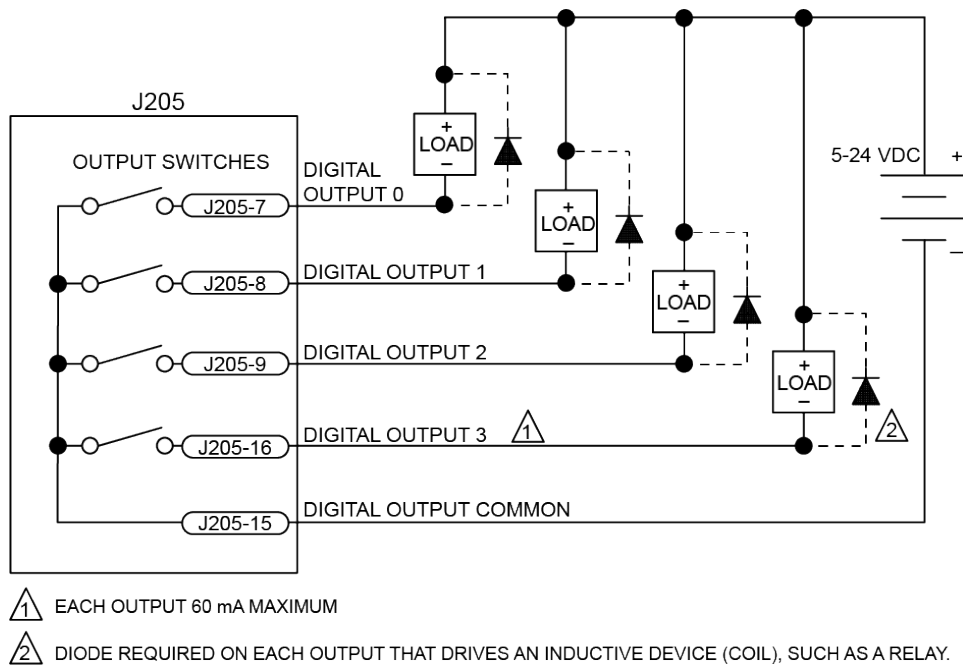 J205
OUTPUT SWITCHES
DIGITAL
OUTPUT 0
J205-7
+
LOAD
–
5-24 VDC
+
–
DIGITAL OUTPUT 1
J205-8
+
LOAD
–
DIGITAL OUTPUT 2
J205-9
+
LOAD
–
DIGITAL OUTPUT 3
1
J205-16
+
LOAD
–
2
DIGITAL OUTPUT COMMON
J205-15
1 EACH OUTPUT 60 mA MAXIMUM
2 DIODE REQUIRED ON EACH OUTPUT THAT DRIVES AN INDUCTIVE DEVICE (COIL), SUCH AS A RELAY.